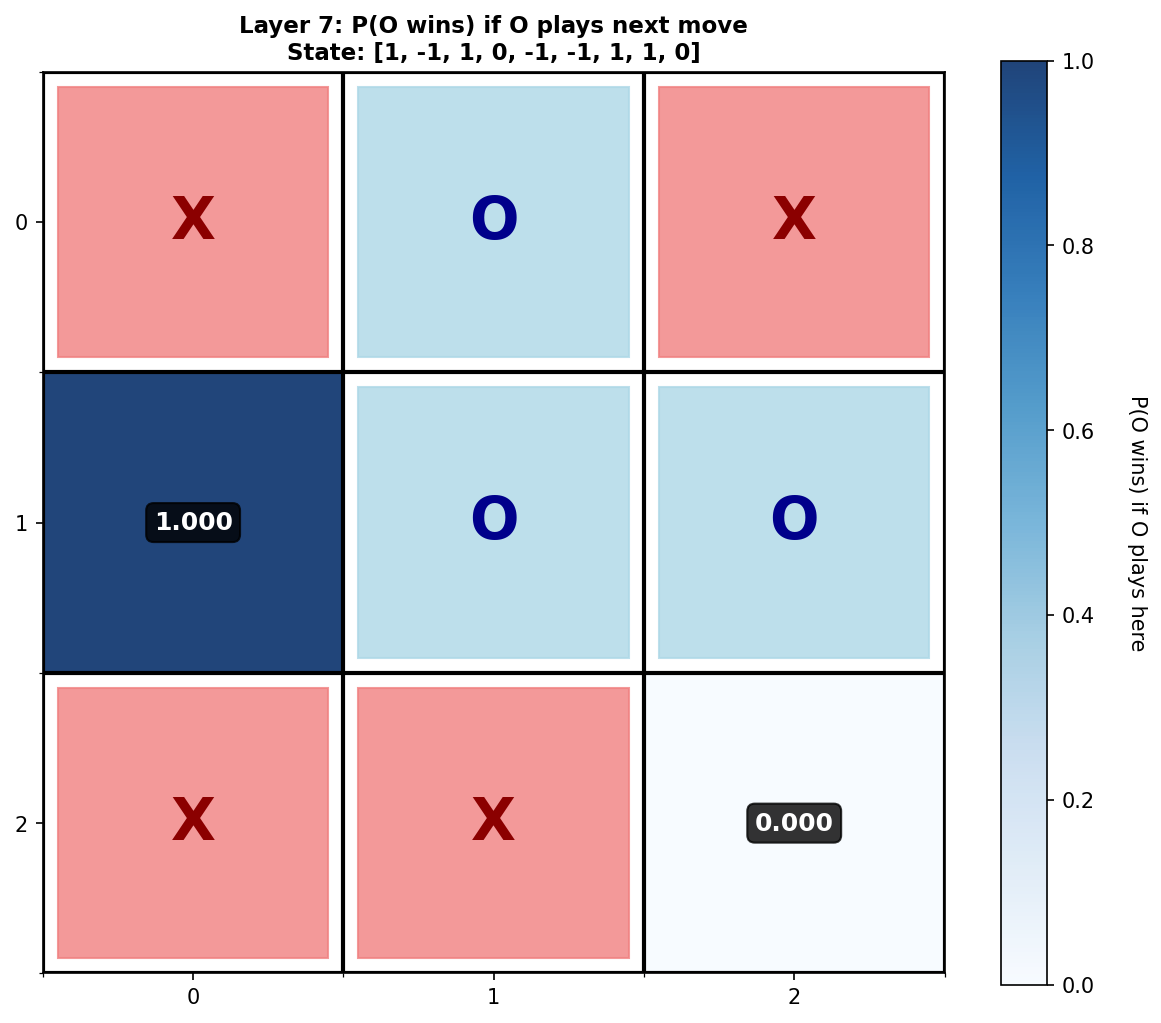 Layer 7: P(O wins) if O plays next move
State: [1, -1, 1, 0, -1, -1, 1, 1, 0]
X
O
X
0
1.000
O
O
1
X
X
0.000
2
0
1
2
1.0
0.8
0.6
0.4
0.2
0.0
P(O wins) if O plays here